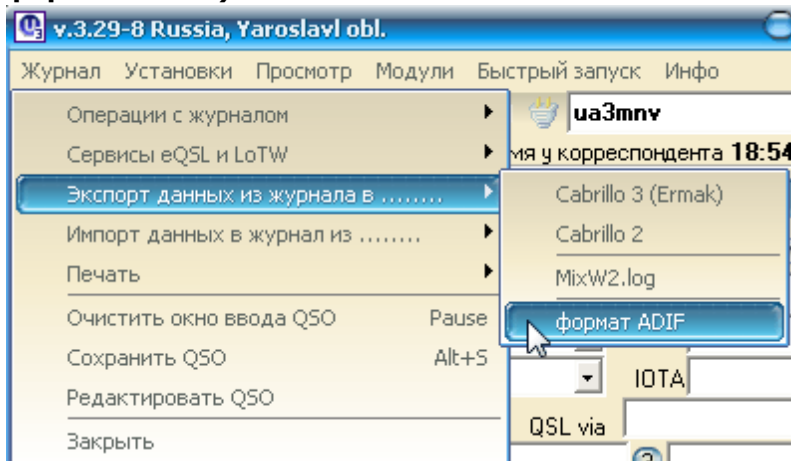 v.3.29-8 Russia, Yaroslavl obl.
Журнал Установки Просмотр Модули Быстрый запуск Инфо
Операции с журналом
ua3mnv
Сервисы eQSL и LoTW
мя у корреспондента 18:54
Экспорт данных из журнала в ........
Cabrillo 3 (Ermak)
Импорт данных в журнал из ........
Cabrillo 2
Печать
MixW2.log
Очистить окно ввода QSO Pause
формат ADIF
Сохранить QSO Alt+S
IOTA
Редактировать QSO
QSL via
Закрыть